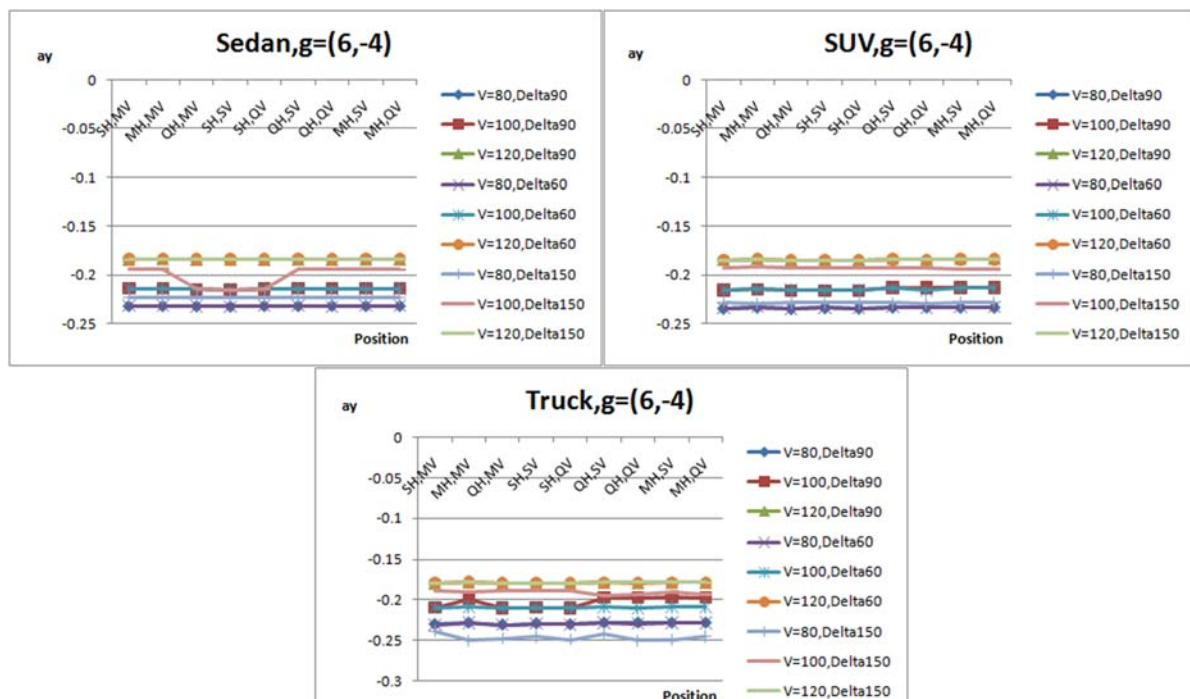 Sedan,g=(6,-4)
ay
0
-0.05
-0.1
-0.15
-0.2
-0.25
SH,MV
MH,MV
QH,MV
SH,SV
SH,QV
QH,SV
QH,QV
MH,SV
MH,QV
Position
V=80,Delta90
V=100,Delta90
V=120,Delta90
V=80,Delta60
V=100,Delta60
V=120,Delta60
V=80,Delta150
V=100,Delta150
V=120,Delta150
SUV,g=(6,-4)
ay
0
-0.05
-0.1
-0.15
-0.2
-0.25
SH,MV
MH,MV
QH,MV
SH,SV
SH,QV
QH,SV
QH,QV
MH,SV
MH,QV
Position
V=80,Delta90
V=100,Delta90
V=120,Delta90
V=80,Delta60
V=100,Delta60
V=120,Delta60
V=80,Delta150
V=100,Delta150
V=120,Delta150
Truck,g=(6,-4)
ay
0
-0.05
-0.1
-0.15
-0.2
-0.25
-0.3
SH,MV
MH,MV
QH,MV
SH,SV
SH,QV
QH,SV
QH,QV
MH,SV
MH,QV
Position
V=80,Delta90
V=100,Delta90
V=120,Delta90
V=80,Delta60
V=100,Delta60
V=120,Delta60
V=80,Delta150
V=100,Delta150
V=120,Delta150